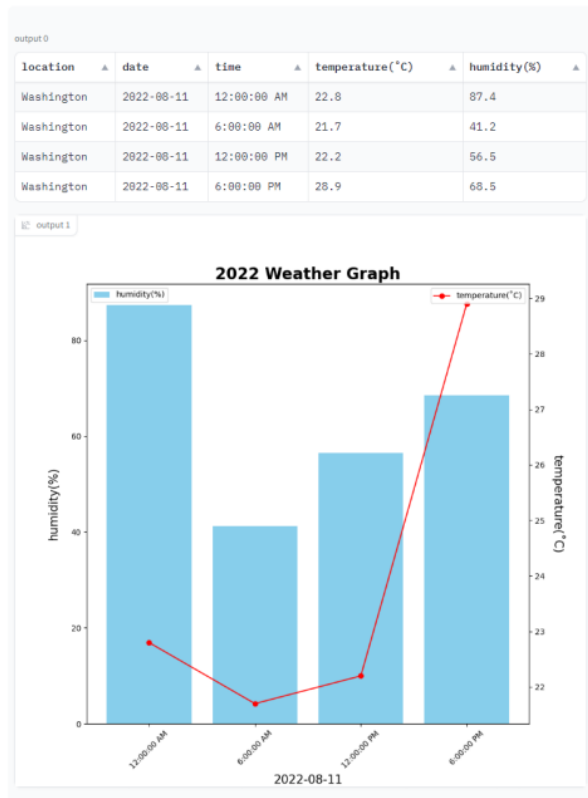 output 0
location date time temperature(°C) humidity(%)
Washington 2022-08-11 12:00:00 AM 22.8 87.4
Washington 2022-08-11 6:00:00 AM 21.7 41.2
Washington 2022-08-11 12:00:00 PM 22.2 56.5
Washington 2022-08-11 6:00:00 PM 28.9 68.5
output 1
2022 Weather Graph
humidity(%)
temperature(°C)
humidity(%)
80
60
40
20
0
temperature(°C)
29
28
27
26
25
24
23
22
12:00:00 AM
6:00:00 AM
12:00:00 PM
6:00:00 PM
2022-08-11